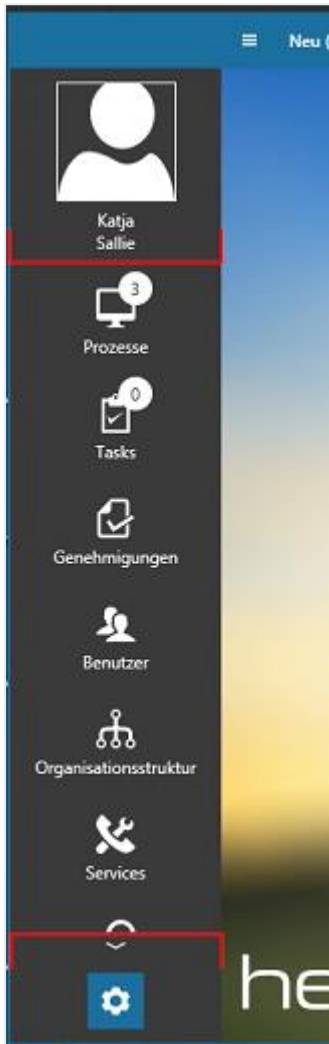 Neu (
Katja
Sallie
3
Prozesse
0
Tasks
Genehmigungen
Benutzer
Organisationsstruktur
Services
he